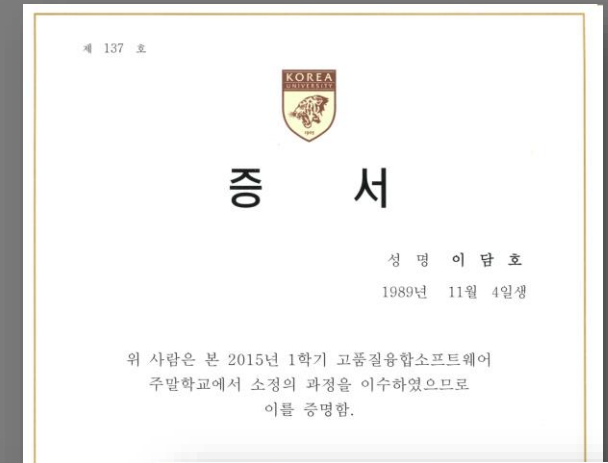 제 137 호
KOREA
UNIVERSITY
1905
증 서
성 명 이 담 호
1989년 11월 4일생
위 사람은 본 2015년 1학기 고품질융합소프트웨어
주말학교에서 소정의 과정을 이수하였으므로
이를 증명함.